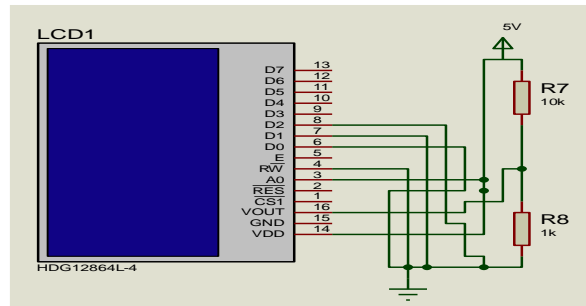 5V
LCD1
D7 13
D6 12
D5 11
D4 10
D3 9
D2 8
D1 7
D0 6
E 5
RW 4
A0 3
RES 2
CS1 1
VOUT 16
GND 15
VDD 14
R7
10k
R8
1k
HDG12864L-4